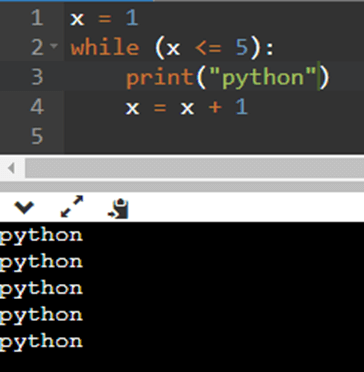 1 x = 1
2 while (x <= 5):
3     print("python")
4     x = x + 1
5
python
python
python
python
python